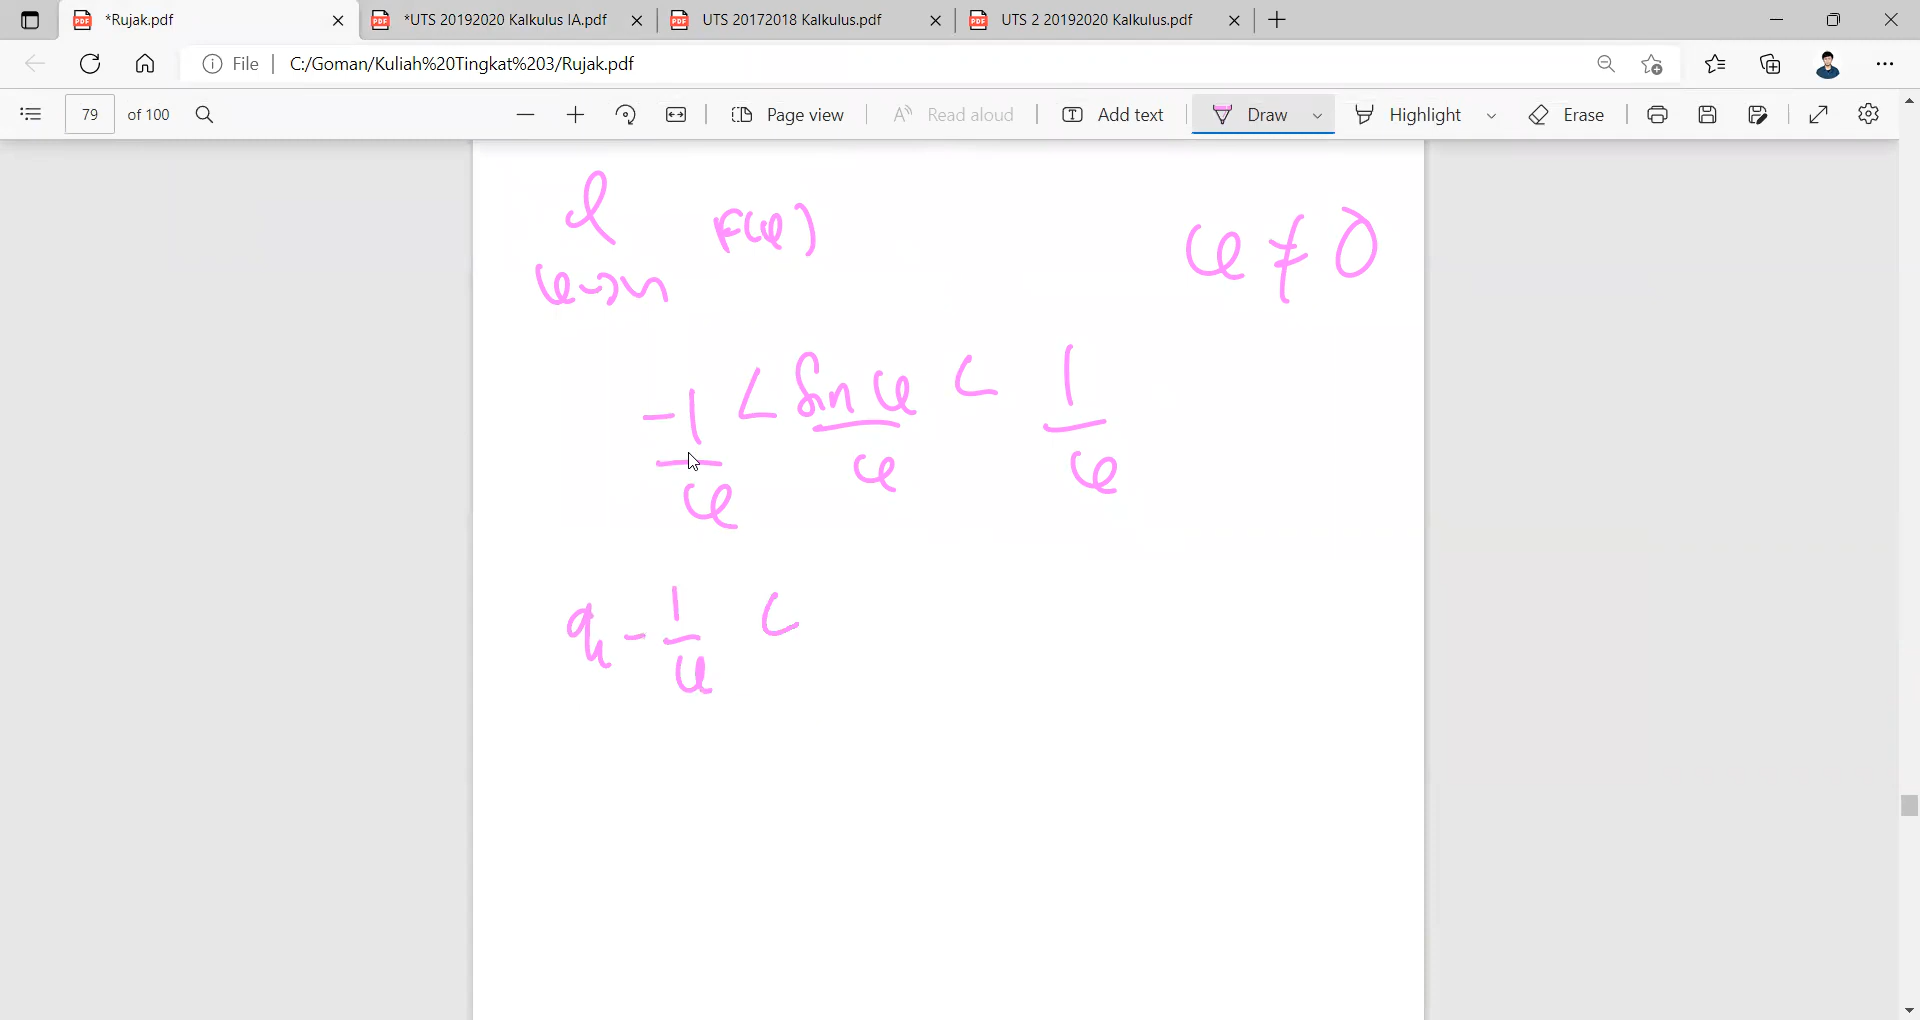 *Rujak.pdf
*UTS 20192020 Kalkulus IA.pdf
UTS 20172018 Kalkulus.pdf
UTS 2 20192020 Kalkulus.pdf
File
C:/Goman/Kuliah%20Tingkat%203/Rujak.pdf
79 of 100
Page view
Read aloud
Add text
Draw
Highlight
Erase
≠ 0
-1 < sin < 1
- 1 <